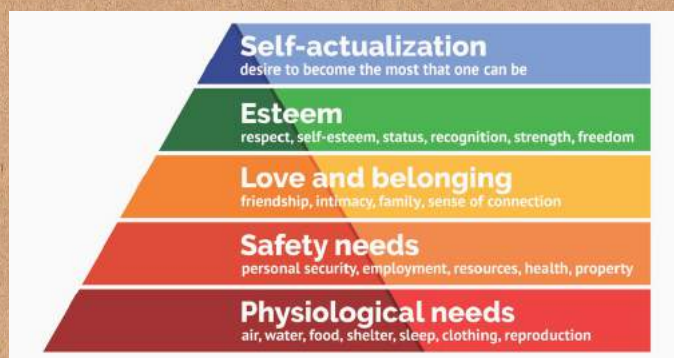 Self-actualization
desire to become the most that one can be
Esteem
respect, self-esteem, status, recognition, strength, freedom
Love and belonging
friendship, intimacy, family, sense of connection
Safety needs
personal security, employment, resources, health, property
Physiological needs
air, water, food, shelter, sleep, clothing, reproduction